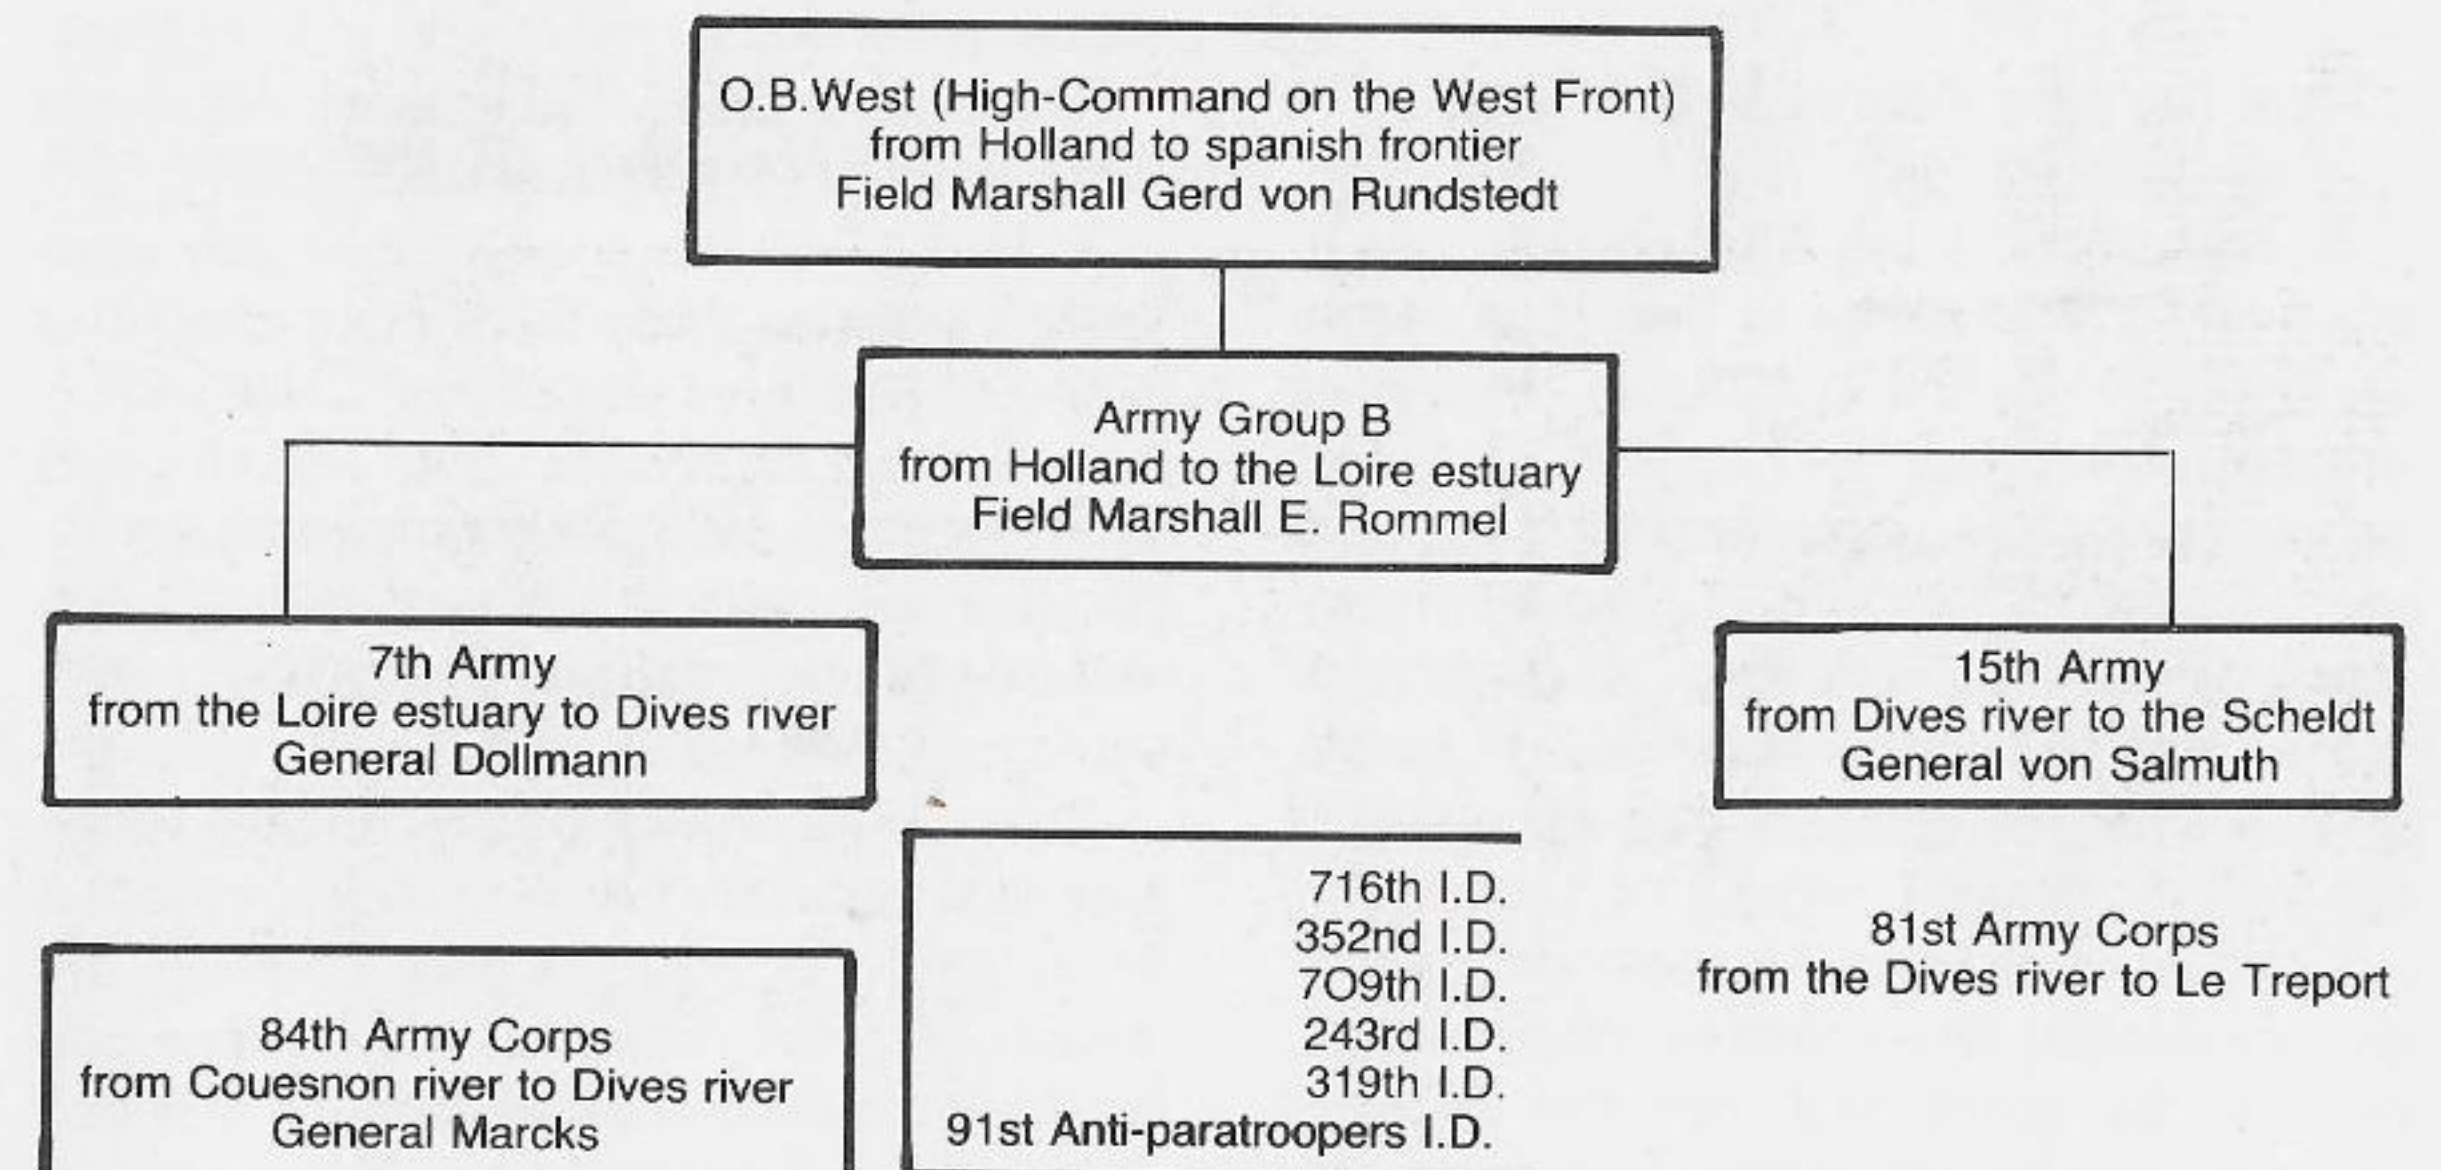 O.B.West (High-Command on the West Front)
from Holland to spanish frontier
Field Marshall Gerd von Rundstedt
Army Group B
from Holland to the Loire estuary
Field Marshall E. Rommel
7th Army
from the Loire estuary to Dives river
General Dollmann
15th Army
from Dives river to the Scheldt
General von Salmuth
84th Army Corps
from Couesnon river to Dives river
General Marcks
716th I.D.
352nd I.D.
7O9th I.D.
243rd I.D.
319th I.D.
91st Anti-paratroopers I.D.
81st Army Corps
from the Dives river to Le Treport